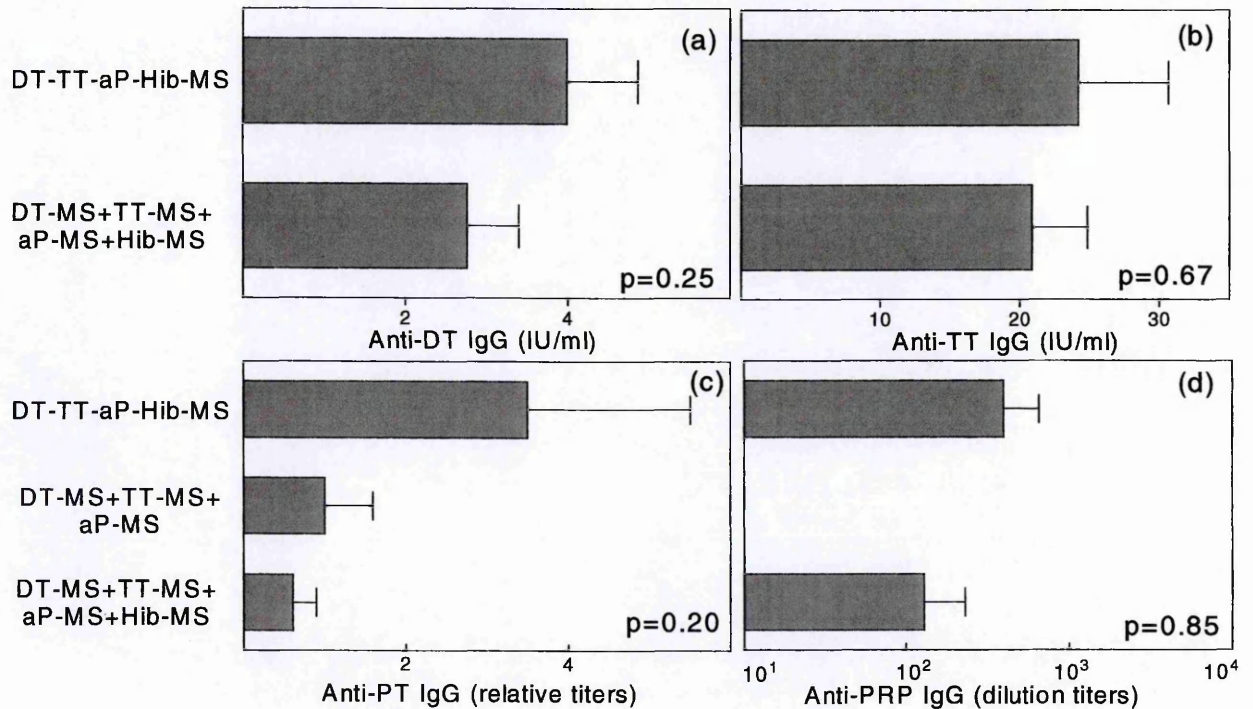 (a)
(b)
DT-TT-aP-Hib-MS
DT-MS+TT-MS+
aP-MS+Hib-MS
p=0.25
p=0.67
2 4
10 20 30
Anti-DT IgG (IU/ml)
Anti-TT IgG (IU/ml)
(c)
(d)
DT-TT-aP-Hib-MS
DT-MS+TT-MS+
aP-MS
DT-MS+TT-MS+
aP-MS+Hib-MS
p=0.20
p=0.85
2 4
10¹ 10² 10³ 10⁴
Anti-PT IgG (relative titers)
Anti-PRP IgG (dilution titers)